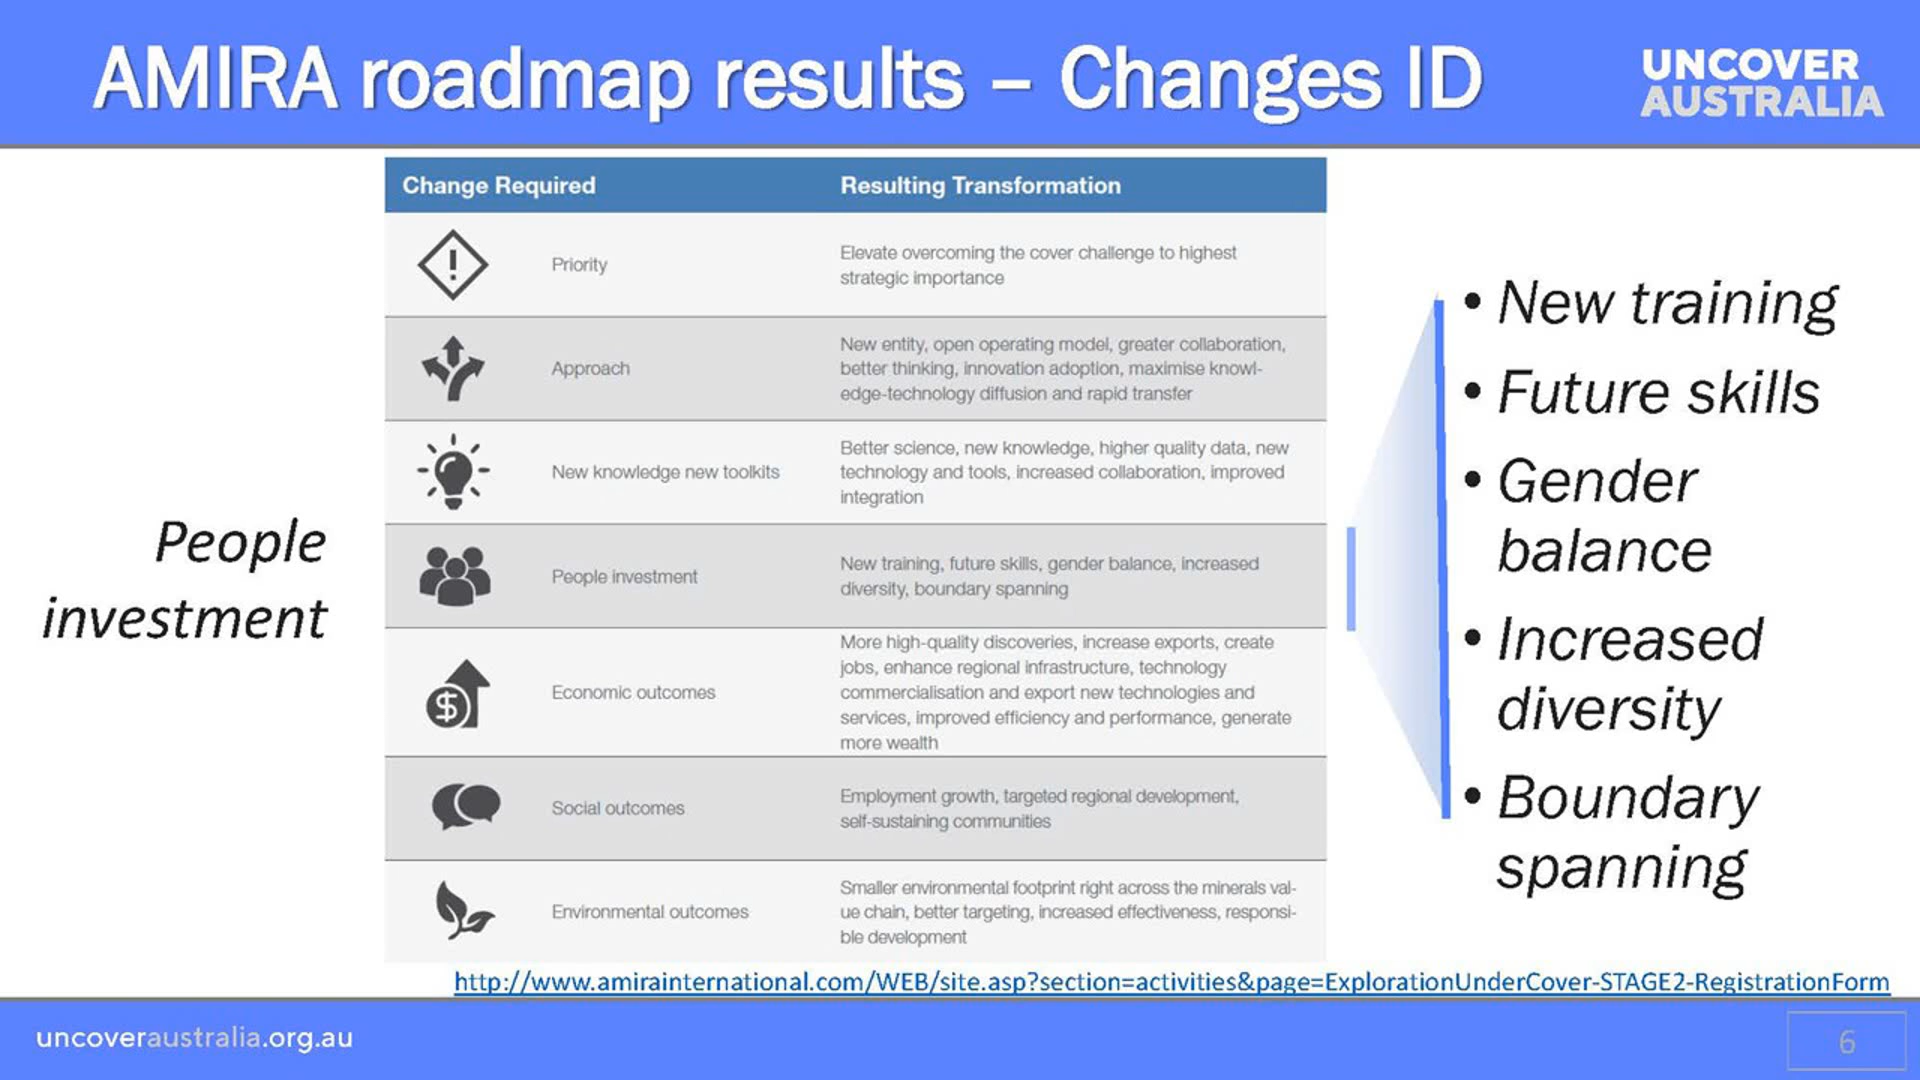 AMIRA roadmap results – Changes ID
UNCOVER
AUSTRALIA
Change Required
Resulting Transformation
Priority
Elevate overcoming the cover challenge to highest
strategic importance
Approach
New entity, open operating model, greater collaboration,
better thinking, innovation adoption, maximise knowl-
edge-technology diffusion and rapid transfer
New knowledge new toolkits
Better science, new knowledge, higher quality data, new
technology and tools, increased collaboration, improved
integration
People investment
New training, future skills, gender balance, increased
diversity, boundary spanning
Economic outcomes
More high-quality discoveries, increase exports, create
jobs, enhance regional infrastructure, technology
commercialisation and export new technologies and
services, improved efficiency and performance, generate
more wealth
Social outcomes
Employment growth, targeted regional development,
self-sustaining communities
Environmental outcomes
Smaller environmental footprint right across the minerals val-
ue chain, better targeting, increased effectiveness, responsi-
ble development
People
investment
• New training
• Future skills
• Gender
balance
• Increased
diversity
• Boundary
spanning
http://www.amirainternational.com/WEB/site.asp?section=activities&page=ExplorationUnderCover-STAGE2-RegistrationForm
uncoveraustralia.org.au
6